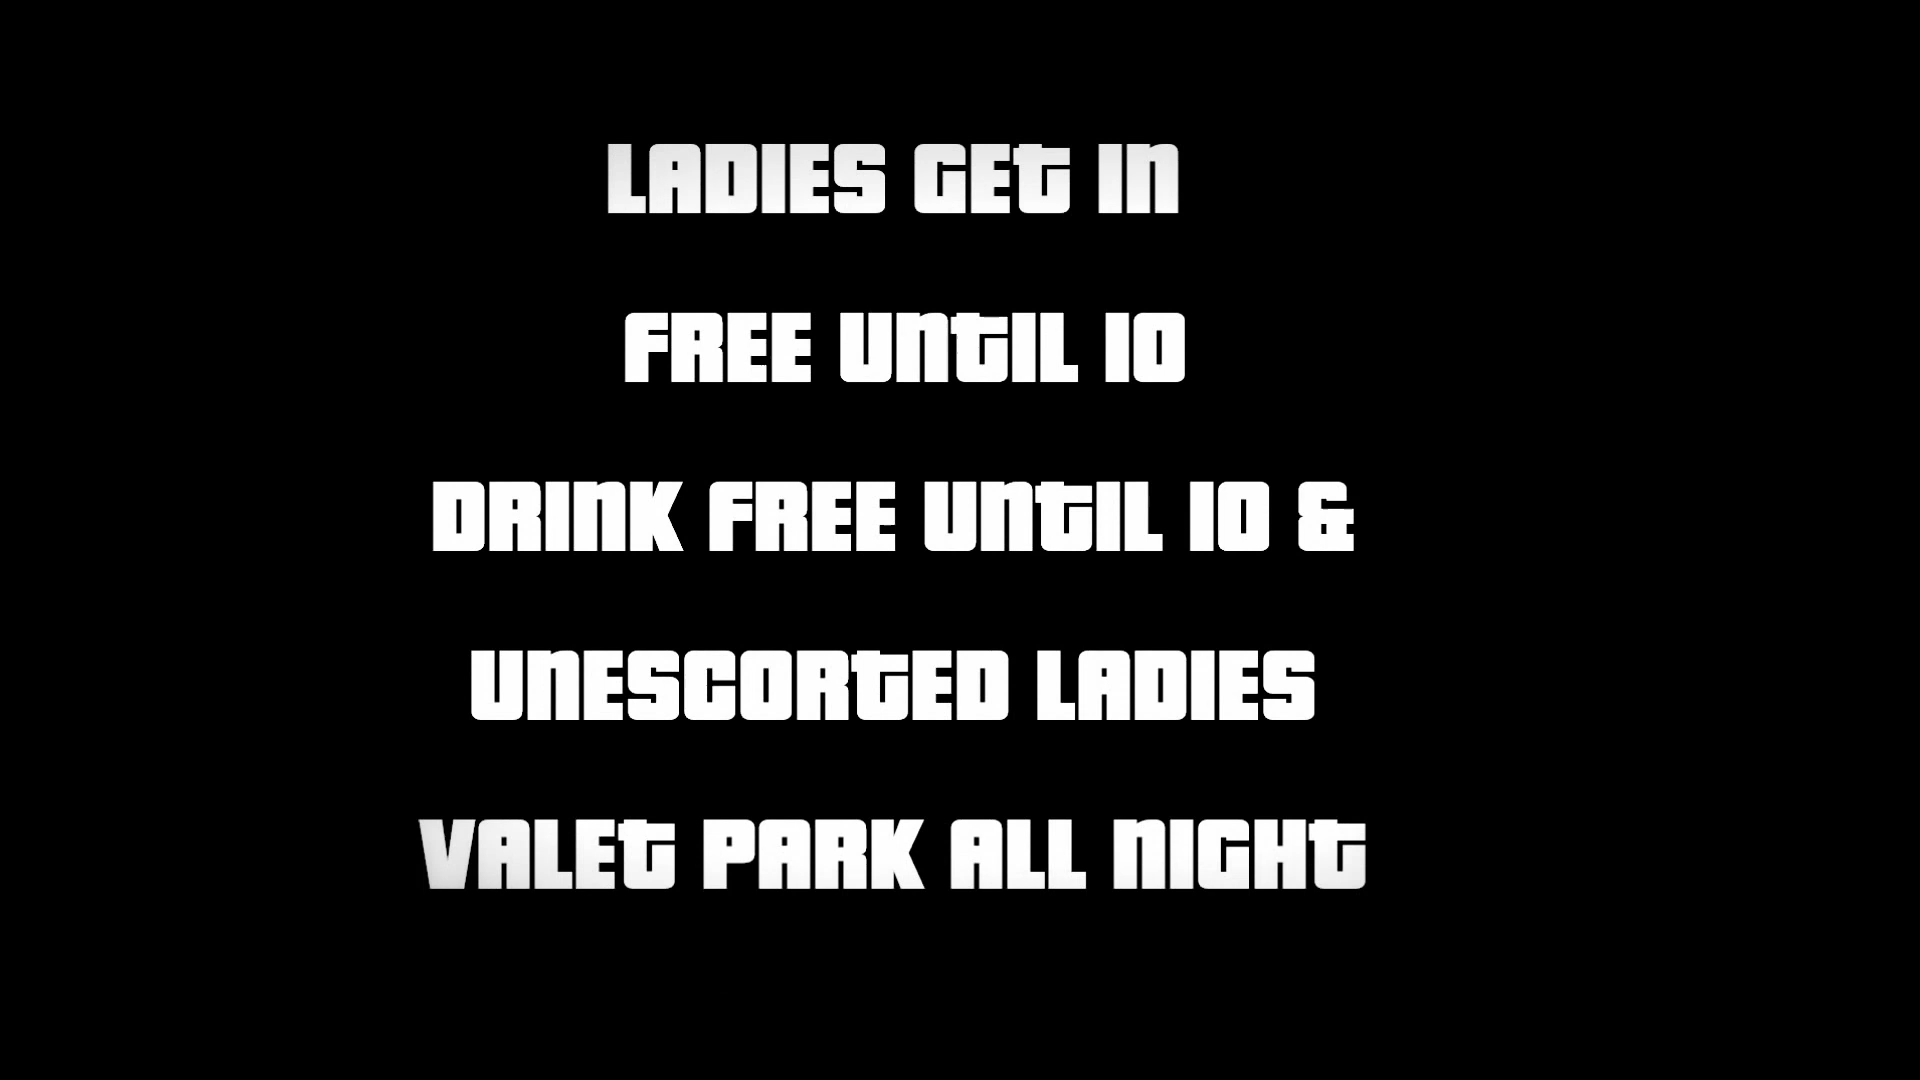 LADIES GET IN
FREE UNTIL 10
DRINK FREE UNTIL 10 &
UNESCORTED LADIES
VALET PARK ALL NIGHT